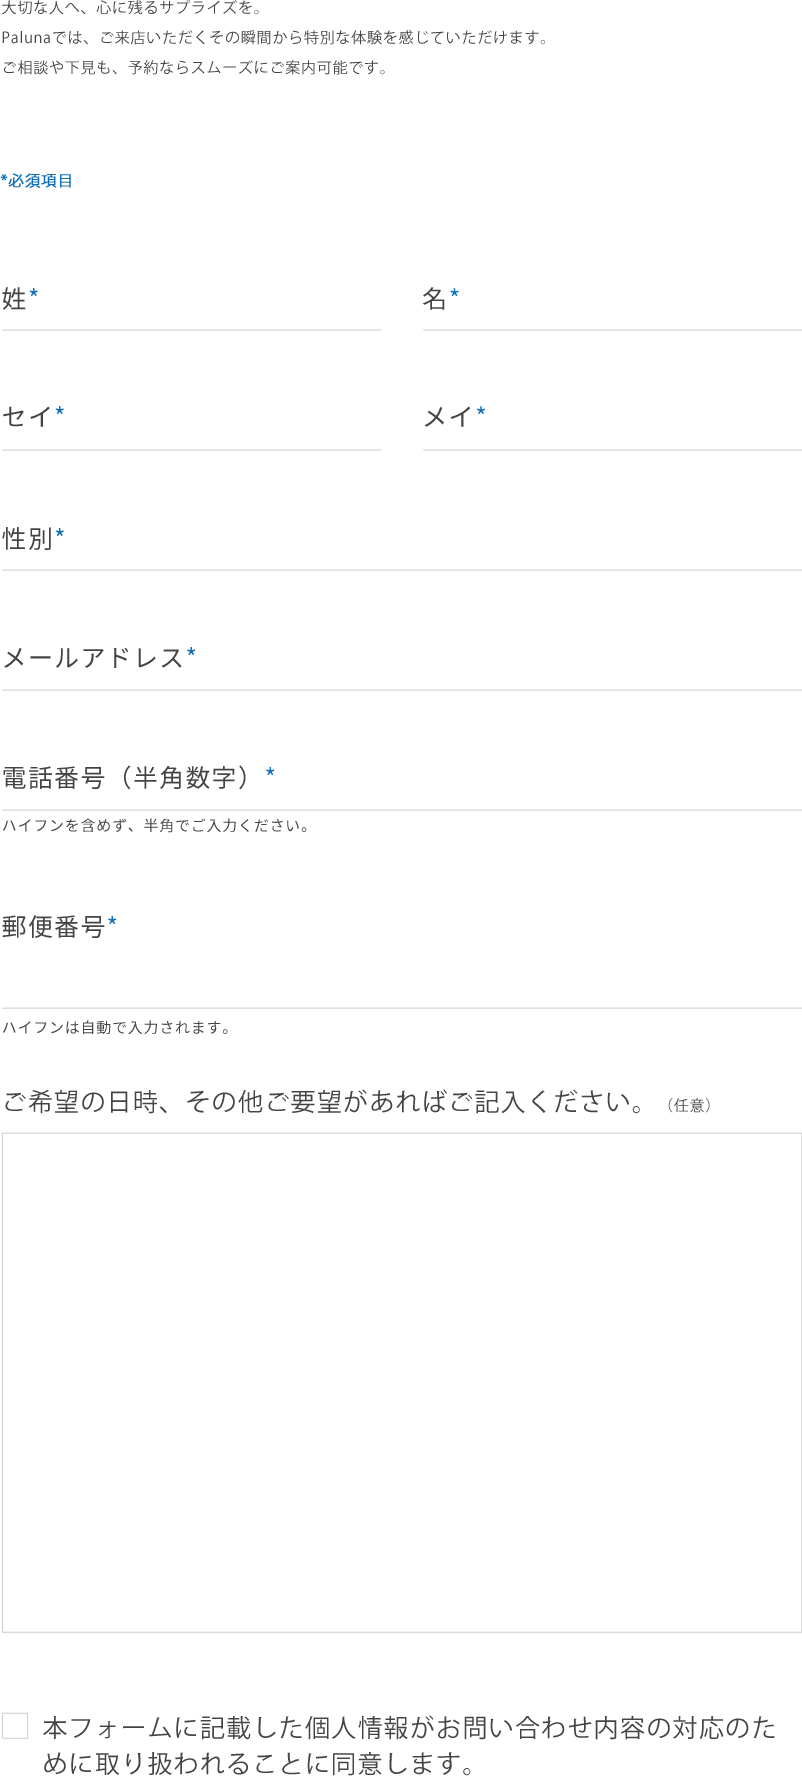 大切な人へ、心に残るサプライズを。
Palunaでは、ご来店いただくその瞬間から特別な体験を感じていただけます。
ご相談や下見も、予約ならスムーズにご案内可能です。
*必須項目
姓* 名*
セイ* メイ*
性別*
メールアドレス*
電話番号（半角数字）*
ハイフンを含めず、半角でご入力ください。
郵便番号*
ハイフンは自動で入力されます。
ご希望の日時、その他ご要望があればご記入ください。（任意）
本フォームに記載した個人情報がお問い合わせ内容の対応のた
めに取り扱われることに同意します。